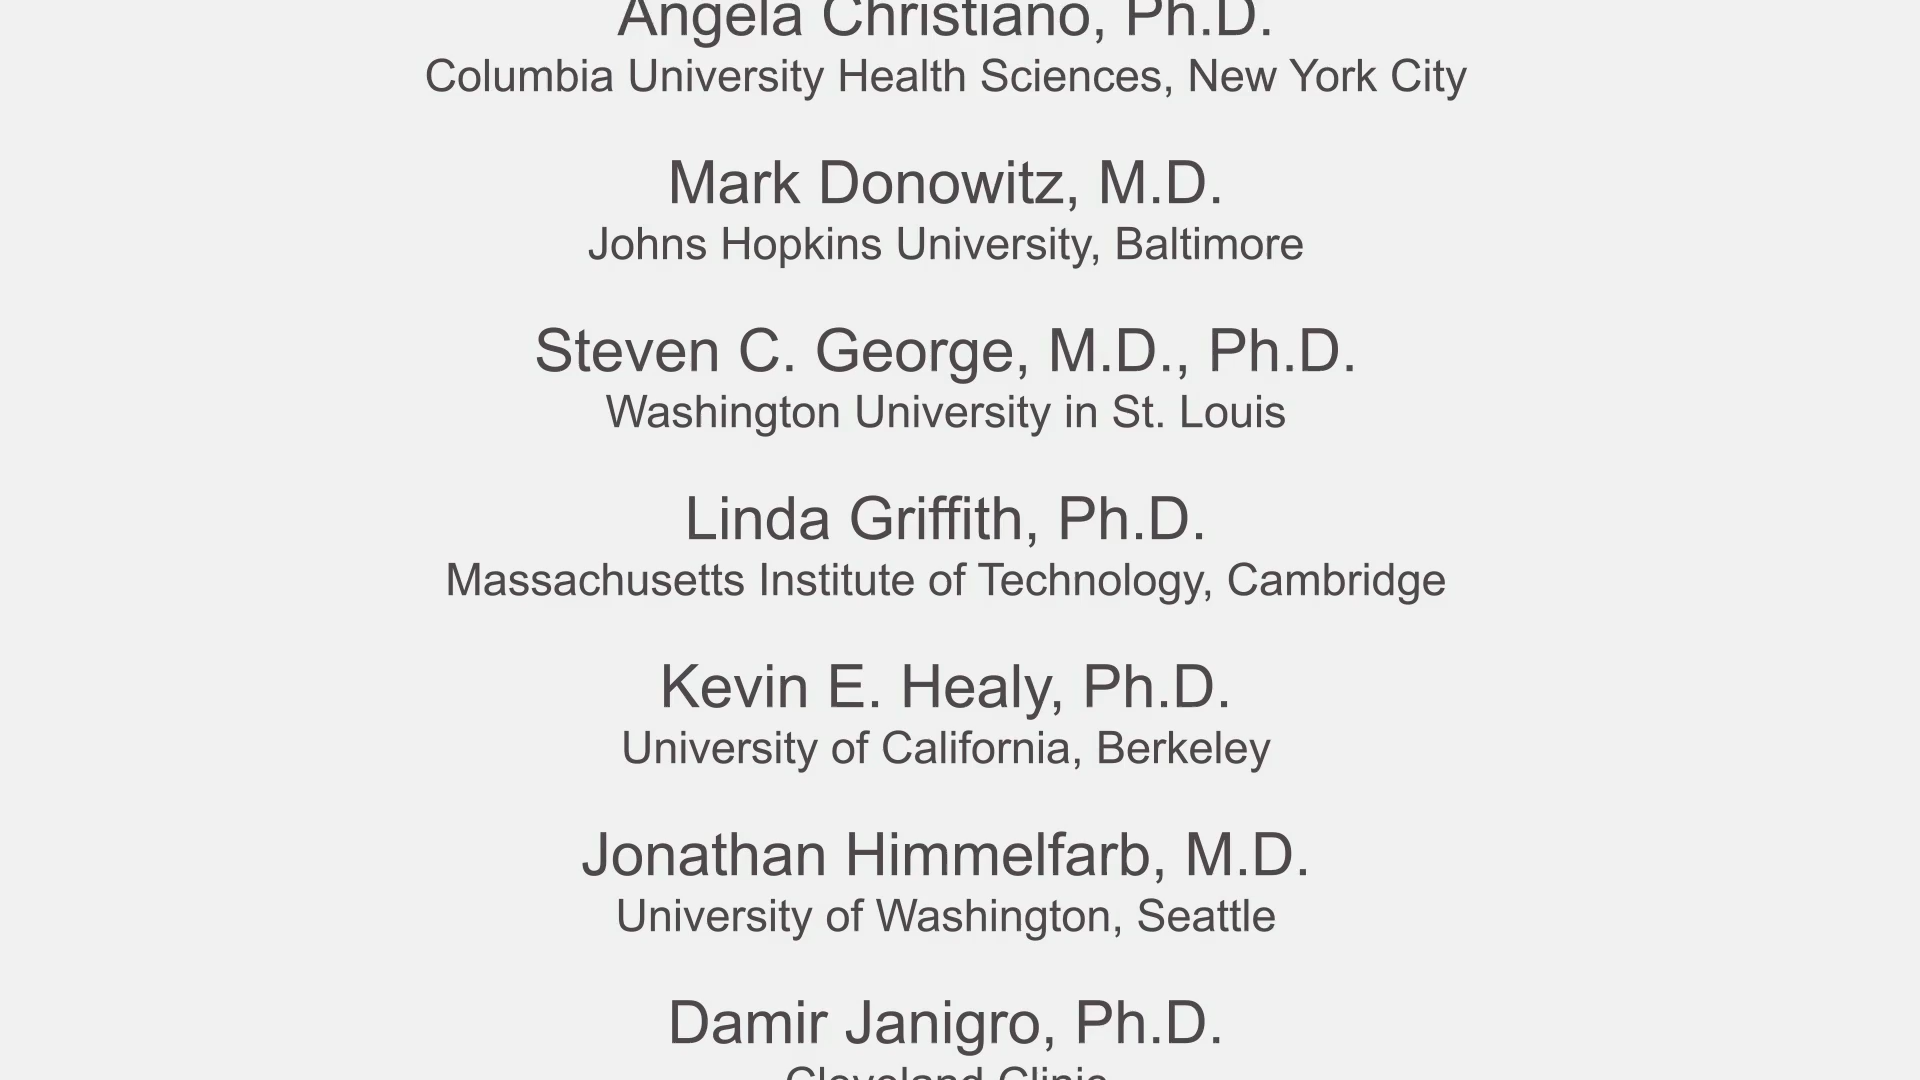 Angela Christiano, Ph.D.
Columbia University Health Sciences, New York City
Mark Donowitz, M.D.
Johns Hopkins University, Baltimore
Steven C. George, M.D., Ph.D.
Washington University in St. Louis
Linda Griffith, Ph.D.
Massachusetts Institute of Technology, Cambridge
Kevin E. Healy, Ph.D.
University of California, Berkeley
Jonathan Himmelfarb, M.D.
University of Washington, Seattle
Damir Janigro, Ph.D.
Cleveland Clinic